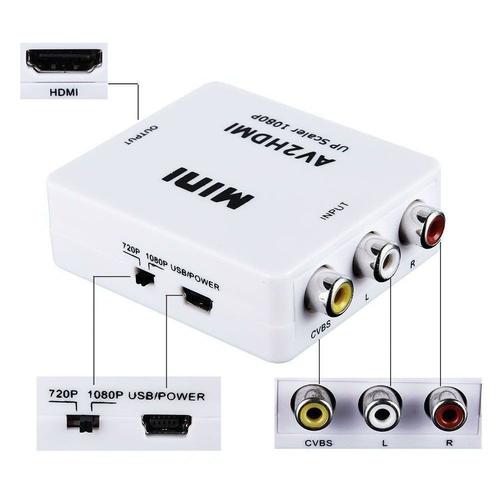 HDMI
OUTPUT
MINI
AV2HDMI
Up Scaler 1080P
INPUT
720P
1080P
USB/POWER
CVBS
L
R
720P
1080P
USB/POWER
CVBS
L
R